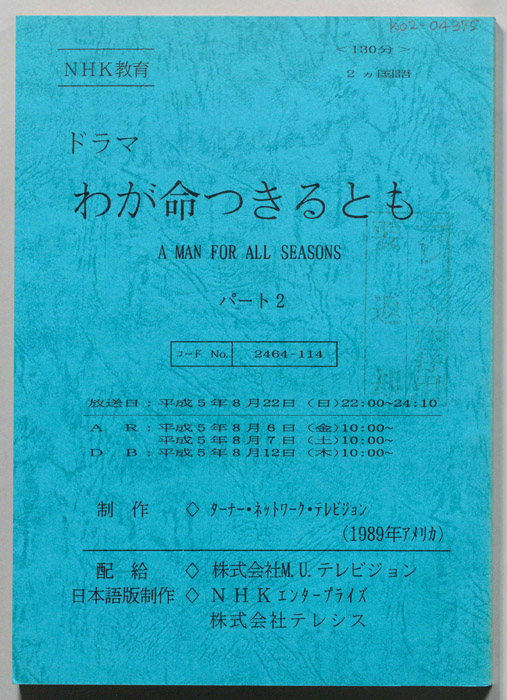 K02-04375
<130分>
NHK教育
2ヵ国語
ドラマ
わが命つきるとも
A MAN FOR ALL SEASONS
パート2
コード No. 2464-114
放送日:平成5年8月22日(日)22:00~24:10
A R:平成5年8月6日(金)10:00~
平成5年8月7日(土)10:00~
D B:平成5年8月12日(木)10:00~
制作 ◇ ターナー・ネットワーク・テレビジョン
(1989年アメリカ)
配給 ◇ 株式会社M.U.テレビジョン
日本語版制作 ◇ NHKエンタープライズ
株式会社テレシス